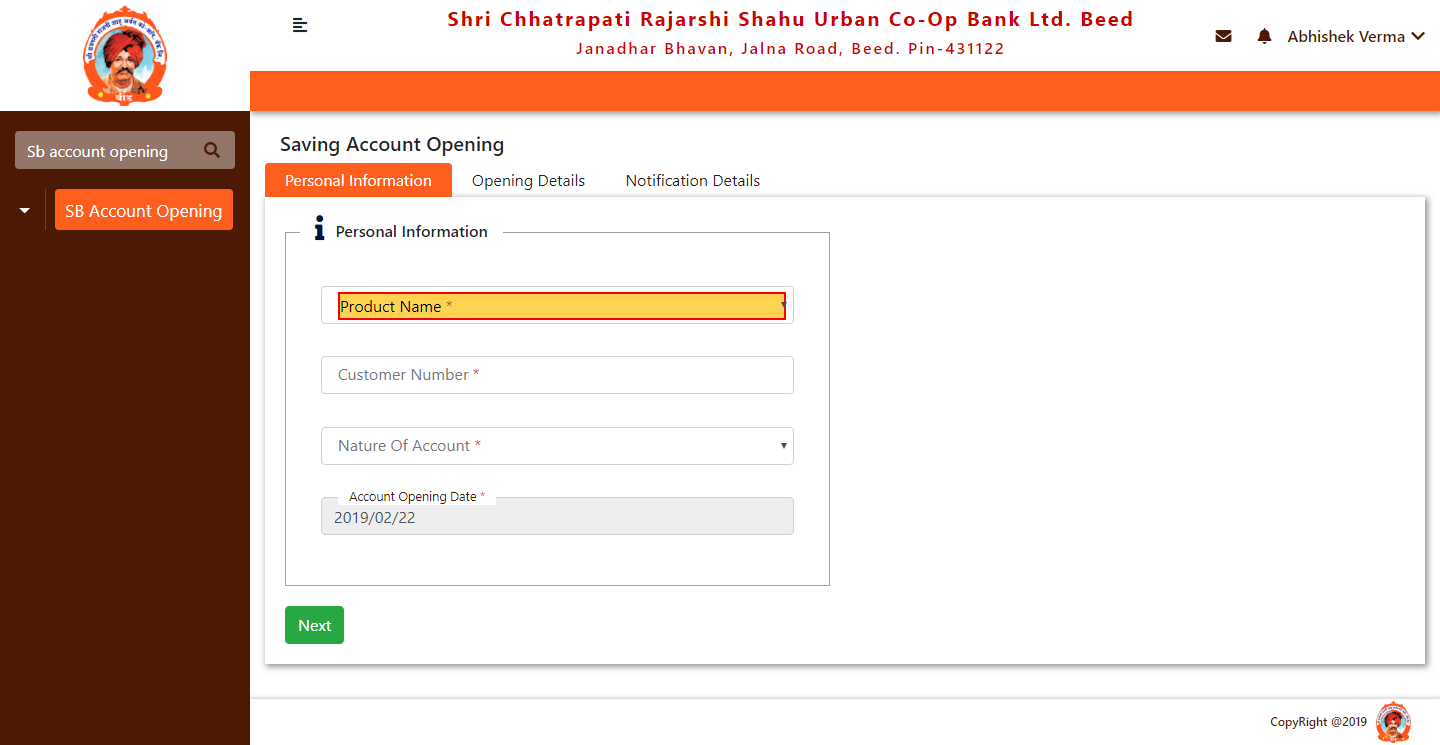 Shri Chhatrapati Rajarshi Shahu Urban Co-Op Bank Ltd. Beed
Janadhar Bhavan, Jalna Road, Beed. Pin-431122
Abhishek Verma
बीड
Sb account opening
SB Account Opening
Saving Account Opening
Personal Information
Opening Details
Notification Details
Personal Information
Product Name *
Customer Number *
Nature Of Account *
Account Opening Date *
2019/02/22
Next
CopyRight @2019